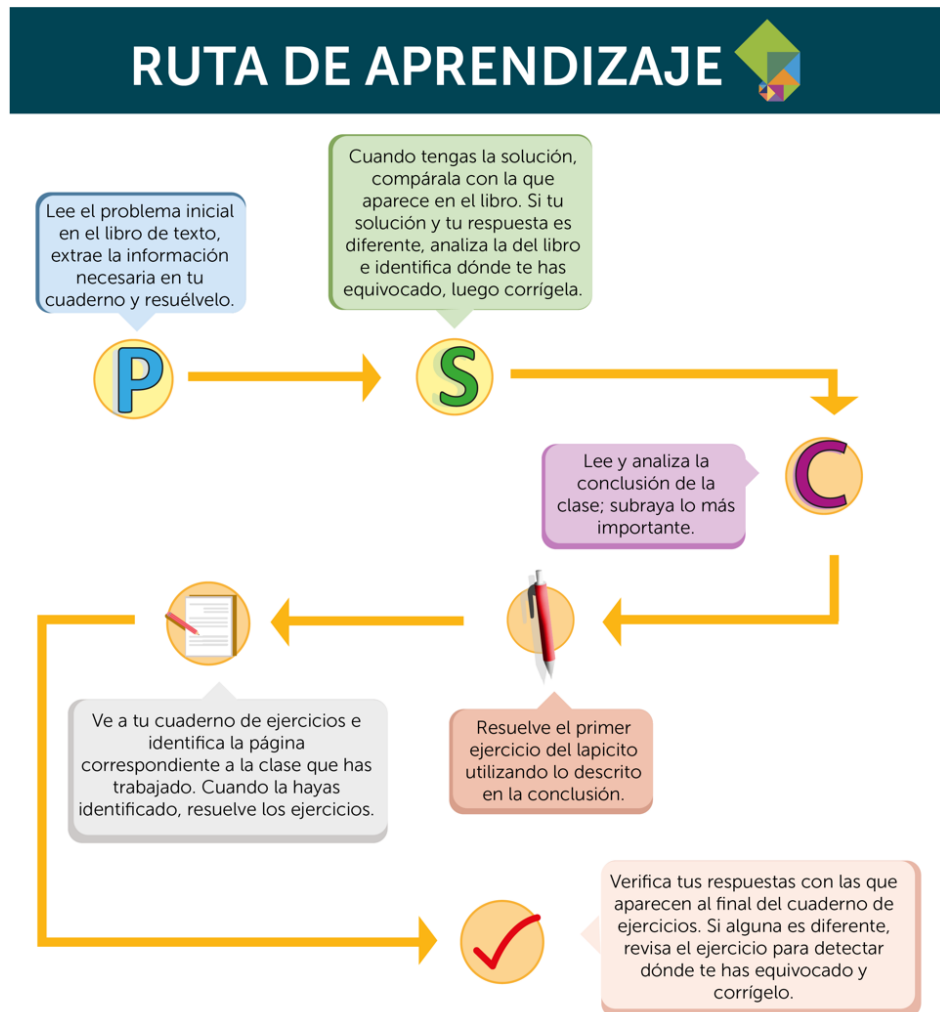 RUTA DE APRENDIZAJE
Lee el problema inicial
en el libro de texto,
extrae la información
necesaria en tu
cuaderno y resuélvelo.
P
Cuando tengas la solución,
compárala con la que
aparece en el libro. Si tu
solución y tu respuesta es
diferente, analiza la del libro
e identifica dónde te has
equivocado, luego corrígela.
S
Lee y analiza la
conclusión de la
clase; subraya lo más
importante.
C
Resuelve el primer
ejercicio del lapicito
utilizando lo descrito
en la conclusión.
Ve a tu cuaderno de ejercicios e
identifica la página
correspondiente a la clase que has
trabajado. Cuando la hayas
identificado, resuelve los ejercicios.
Verifica tus respuestas con las que
aparecen al final del cuaderno de
ejercicios. Si alguna es diferente,
revisa el ejercicio para detectar
dónde te has equivocado y
corrígelo.